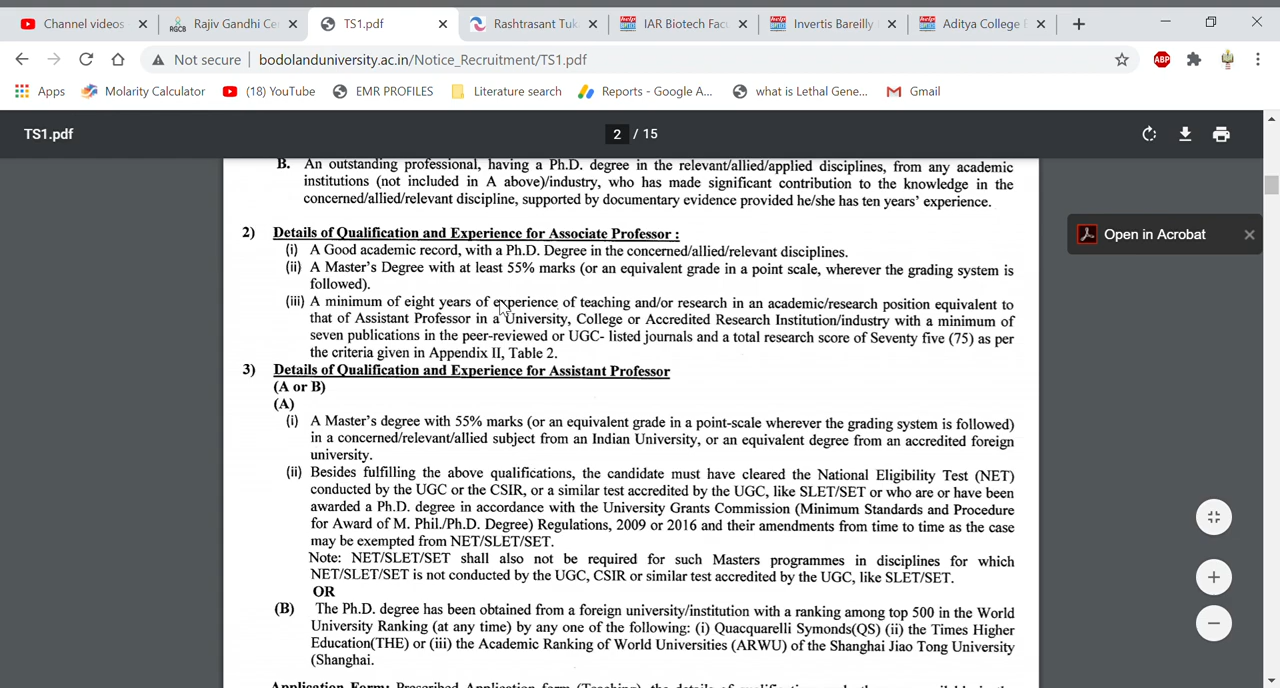 Channel videos
Rajiv Gandhi Ce
TS1.pdf
Rashtrasant Tuk
IAR Biotech Facu
Invertis Bareilly
Aditya College
Not secure
bodolanduniversity.ac.in/Notice_Recruitment/TS1.pdf
ABP
Apps
Molarity Calculator
(18) YouTube
EMR PROFILES
Literature search
Reports - Google A...
what is Lethal Gene...
Gmail
TS1.pdf
2 / 15
Open in Acrobat
B. An outstanding professional, having a Ph.D. degree in the relevant/allied/applied disciplines, from any academic
institutions (not included in A above)/industry, who has made significant contribution to the knowledge in the
concerned/allied/relevant discipline, supported by documentary evidence provided he/she has ten years' experience.
2) Details of Qualification and Experience for Associate Professor :
(i) A Good academic record, with a Ph.D. Degree in the concerned/allied/relevant disciplines.
(ii) A Master's Degree with at least 55% marks (or an equivalent grade in a point scale, wherever the grading system is
followed).
(iii) A minimum of eight years of experience of teaching and/or research in an academic/research position equivalent to
that of Assistant Professor in a University, College or Accredited Research Institution/industry with a minimum of
seven publications in the peer-reviewed or UGC- listed journals and a total research score of Seventy five (75) as per
the criteria given in Appendix II, Table 2.
3) Details of Qualification and Experience for Assistant Professor
(A or B)
(A)
(i) A Master's degree with 55% marks (or an equivalent grade in a point-scale wherever the grading system is followed)
in a concerned/relevant/allied subject from an Indian University, or an equivalent degree from an accredited foreign
university.
(ii) Besides fulfilling the above qualifications, the candidate must have cleared the National Eligibility Test (NET)
conducted by the UGC or the CSIR, or a similar test accredited by the UGC, like SLET/SET or who are or have been
awarded a Ph.D. degree in accordance with the University Grants Commission (Minimum Standards and Procedure
for Award of M. Phil./Ph.D. Degree) Regulations, 2009 or 2016 and their amendments from time to time as the case
may be exempted from NET/SLET/SET.
Note: NET/SLET/SET shall also not be required for such Masters programmes in disciplines for which
NET/SLET/SET is not conducted by the UGC, CSIR or similar test accredited by the UGC, like SLET/SET.
OR
(B) The Ph.D. degree has been obtained from a foreign university/institution with a ranking among top 500 in the World
University Ranking (at any time) by any one of the following: (i) Quacquarelli Symonds(QS) (ii) the Times Higher
Education(THE) or (iii) the Academic Ranking of World Universities (ARWU) of the Shanghai Jiao Tong University
(Shanghai.
Application Form: Prescribed Application form (Teaching), the details of qualification